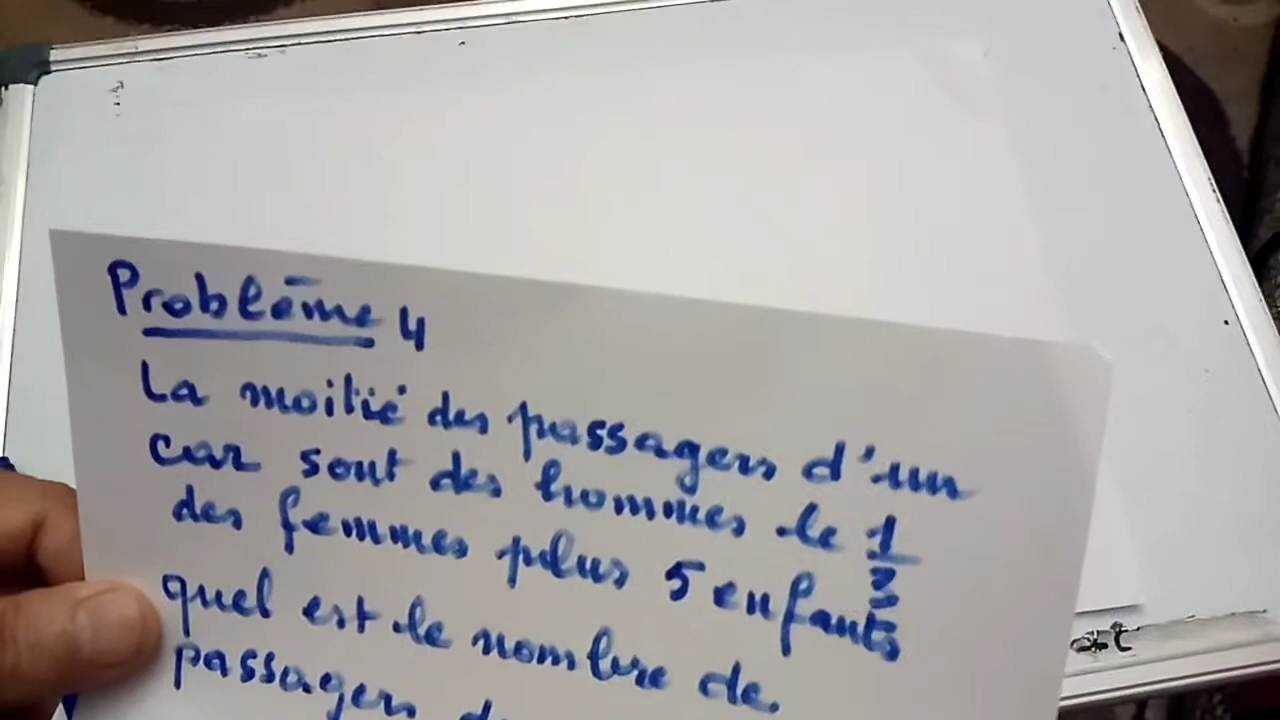 Problème 4
La moitié des passagers d'un
car sont des hommes le 1/3
des femmes plus 5 enfants
quel est le nombre de
passagers